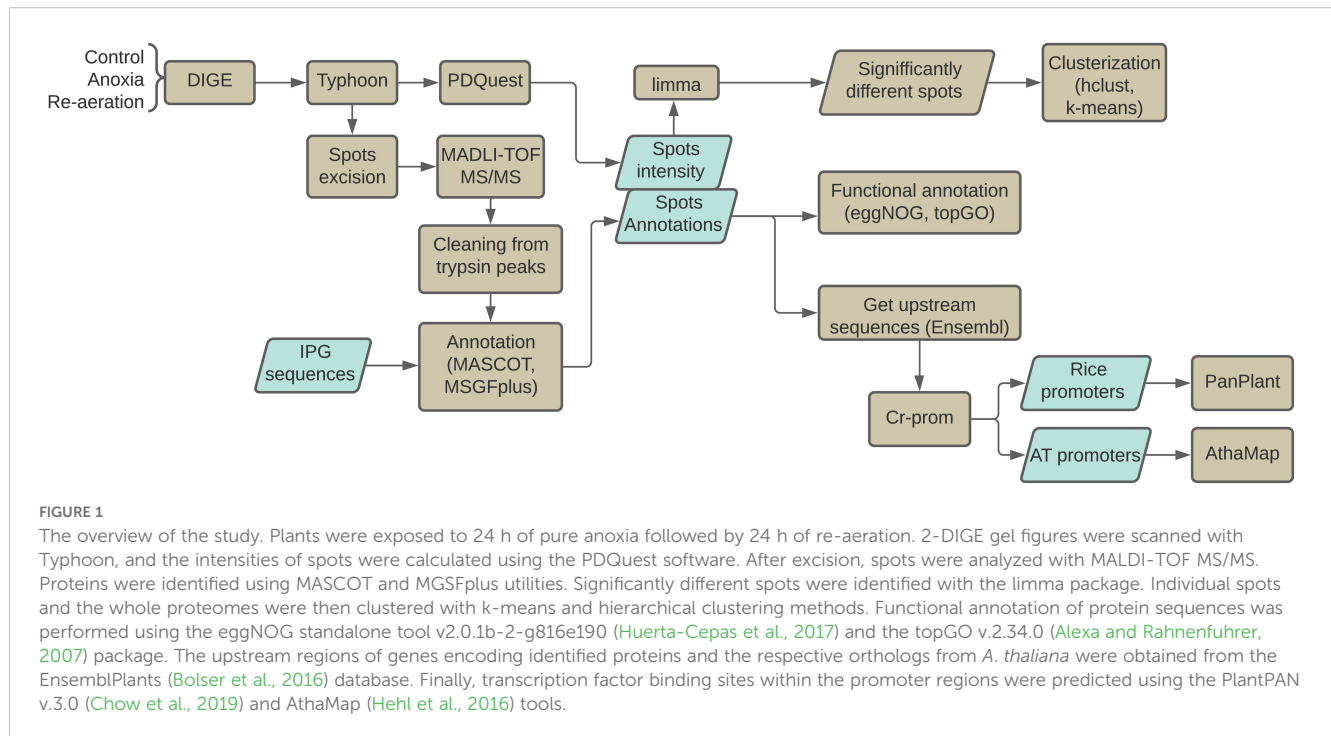 Control
Anoxia
Re-aeration
DIGE
Typhoon
PDQuest
limma
Signifficantly
different spots
Clusterization
(hclust,
k-means)
Spots
excision
MADLI-TOF
MS/MS
Spots
intensity
Spots
Annotations
Functional annotation
(eggNOG, topGO)
Cleaning from
trypsin peaks
Get upstream
sequences (Ensembl)
IPG
sequences
Annotation
(MASCOT,
MSGFplus)
Cr-prom
Rice
promoters
PanPlant
AT promoters
AthaMap
FIGURE 1
The overview of the study. Plants were exposed to 24 h of pure anoxia followed by 24 h of re-aeration. 2-DIGE gel figures were scanned with
Typhoon, and the intensities of spots were calculated using the PDQuest software. After excision, spots were analyzed with MALDI-TOF MS/MS.
Proteins were identified using MASCOT and MGSFplus utilities. Significantly different spots were identified with the limma package. Individual spots
and the whole proteomes were then clustered with k-means and hierarchical clustering methods. Functional annotation of protein sequences was
performed using the eggNOG standalone tool v2.0.1b-2-g816e190 (Huerta-Cepas et al., 2017) and the topGO v.2.34.0 (Alexa and Rahnenfuhrer,
2007) package. The upstream regions of genes encoding identified proteins and the respective orthologs from A. thaliana were obtained from the
EnsemblPlants (Bolser et al., 2016) database. Finally, transcription factor binding sites within the promoter regions were predicted using the PlantPAN
v.3.0 (Chow et al., 2019) and AthaMap (Hehl et al., 2016) tools.